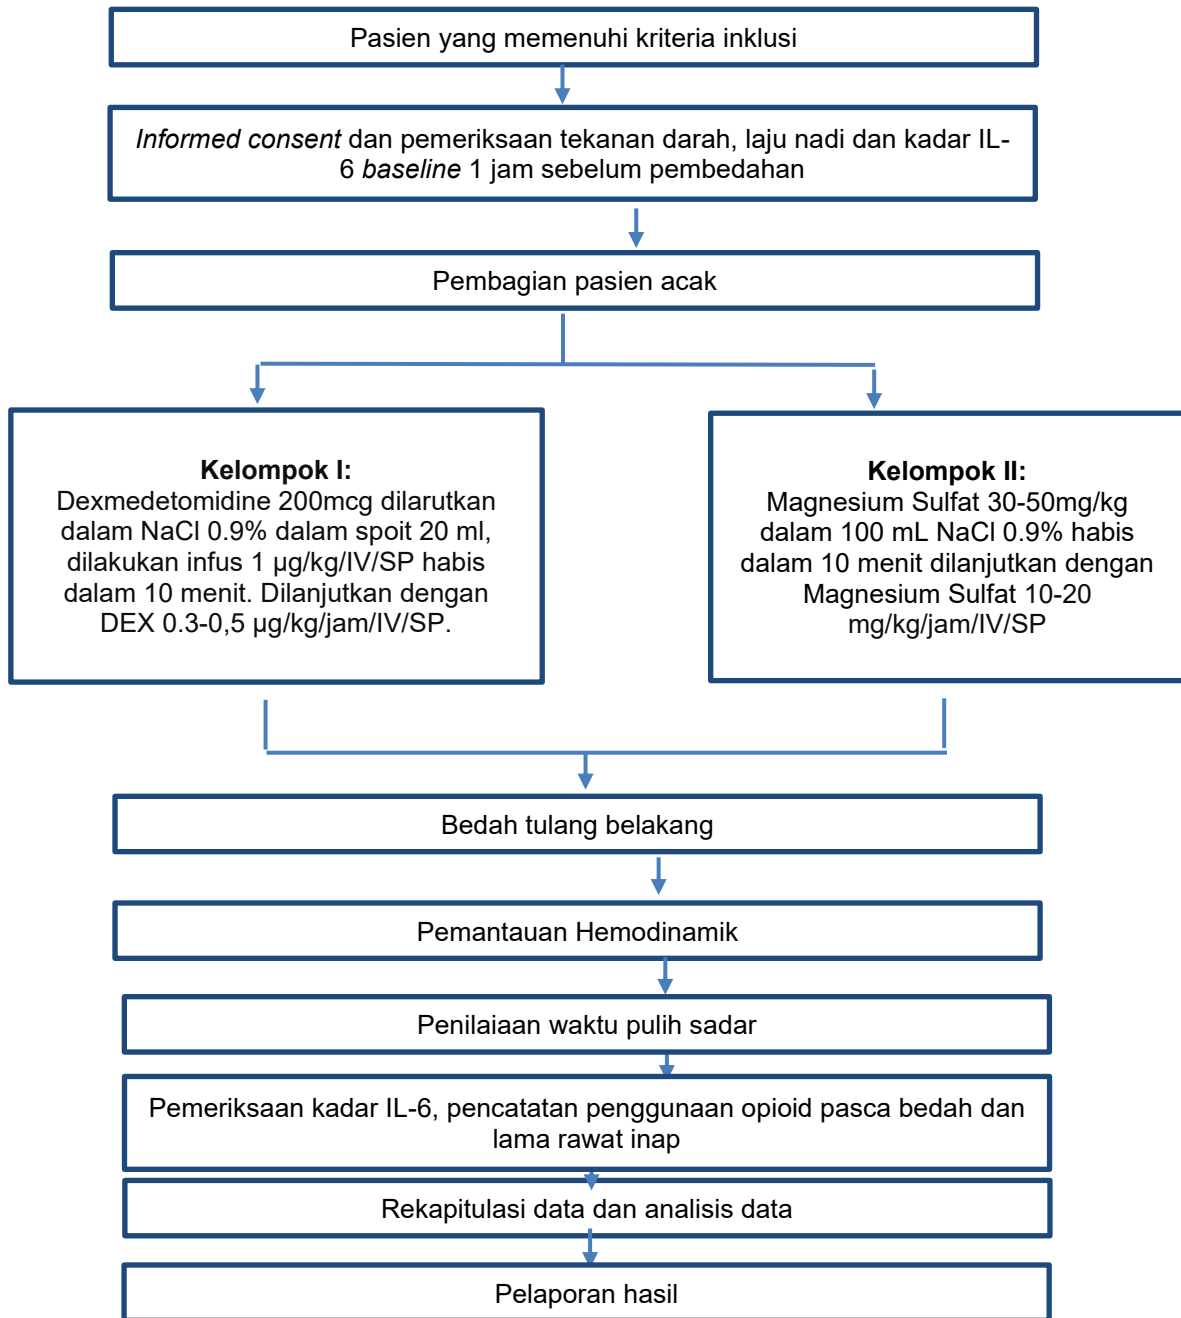 Pasien yang memenuhi kriteria inklusi
Informed consent dan pemeriksaan tekanan darah, laju nadi dan kadar IL-
6 baseline 1 jam sebelum pembedahan
Pembagian pasien acak
Kelompok I:
Dexmedetomidine 200mcg dilarutkan
dalam NaCl 0.9% dalam spoit 20 ml,
dilakukan infus 1 µg/kg/IV/SP habis
dalam 10 menit. Dilanjutkan dengan
DEX 0.3-0,5 µg/kg/jam/IV/SP.
Kelompok II:
Magnesium Sulfat 30-50mg/kg
dalam 100 mL NaCl 0.9% habis
dalam 10 menit dilanjutkan dengan
Magnesium Sulfat 10-20
mg/kg/jam/IV/SP
Bedah tulang belakang
Pemantauan Hemodinamik
Penilaiaan waktu pulih sadar
Pemeriksaan kadar IL-6, pencatatan penggunaan opioid pasca bedah dan
lama rawat inap
Rekapitulasi data dan analisis data
Pelaporan hasil